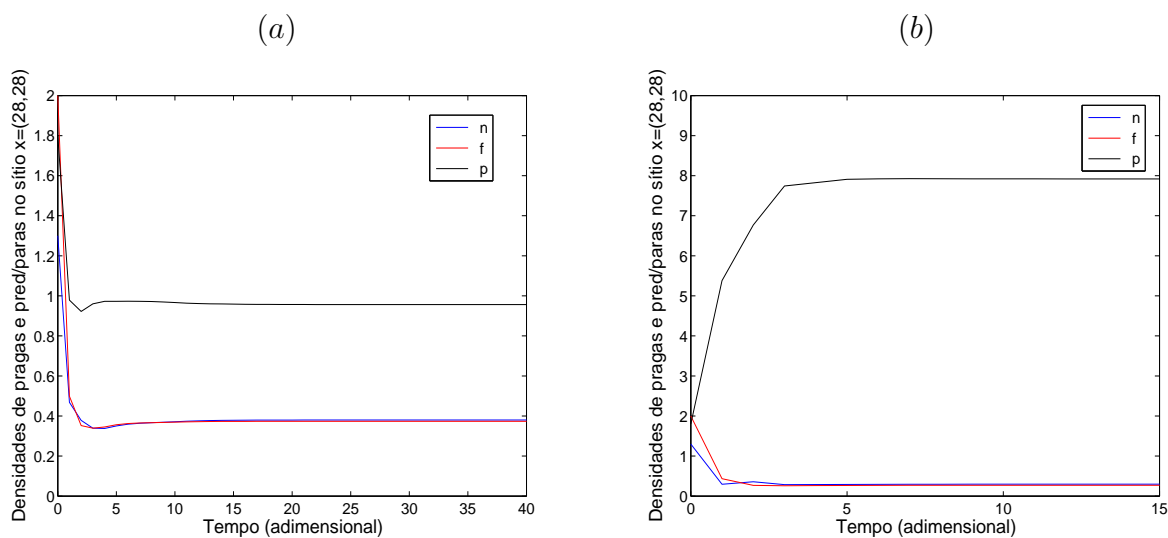 (a)
Densidades de pragas e pred/paras no sítio x=(28,28)
2
1.8
1.6
1.4
1.2
1
0.8
0.6
0.4
0.2
0
0 5 10 15 20 25 30 35 40
Tempo (adimensional)
n
f
p
(b)
Densidades de pragas e pred/paras no sítio x=(28,28)
10
9
8
7
6
5
4
3
2
1
0
0 5 10 15
Tempo (adimensional)
n
f
p